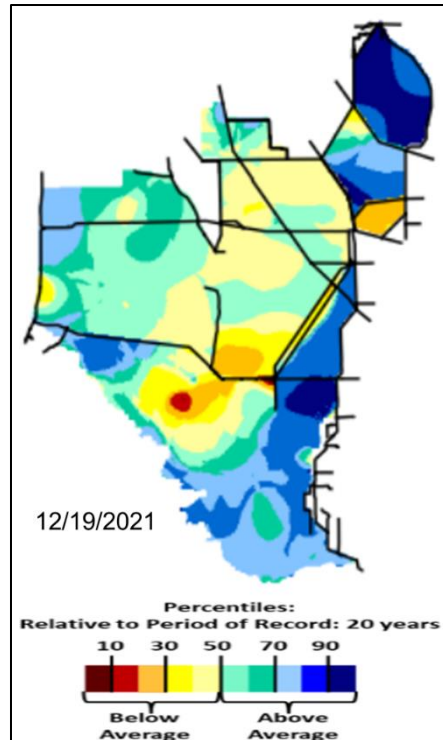 12/19/2021
Percentiles:
Relative to Period of Record: 20 years
10 30 50 70 90
Below Above
Average Average